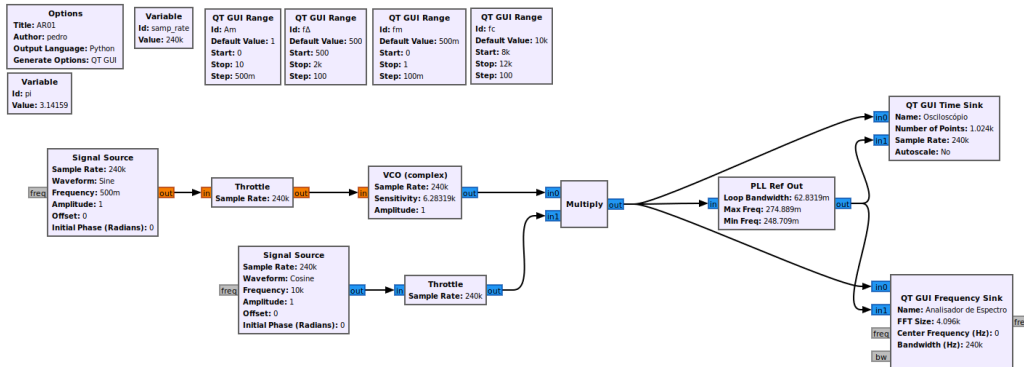 Options
Title: AR01
Author: pedro
Output Language: Python
Generate Options: QT GUI
Variable
Id: samp_rate
Value: 240k
QT GUI Range
Id: Am
Default Value: 1
Start: 0
Stop: 10
Step: 500m
QT GUI Range
Id: fΔ
Default Value: 500
Start: 500
Stop: 2k
Step: 100
QT GUI Range
Id: fm
Default Value: 500m
Start: 0
Stop: 1
Step: 100m
QT GUI Range
Id: fc
Default Value: 10k
Start: 8k
Stop: 12k
Step: 100
Variable
Id: pi
Value: 3.14159
Signal Source
Sample Rate: 240k
Waveform: Sine
Frequency: 500m
Amplitude: 1
Offset: 0
Initial Phase (Radians): 0
freq
out
in
Throttle
Sample Rate: 240k
out
in
VCO (complex)
Sample Rate: 240k
Sensitivity: 6.28319k
Amplitude: 1
out
in0
in1
Multiply
out
in
PLL Ref Out
Loop Bandwidth: 62.8319m
Max Freq: 274.889m
Min Freq: 248.709m
out
in0
in1
QT GUI Time Sink
Name: Osciloscópio
Number of Points: 1.024k
Sample Rate: 240k
Autoscale: No
Signal Source
Sample Rate: 240k
Waveform: Cosine
Frequency: 10k
Amplitude: 1
Offset: 0
Initial Phase (Radians): 0
freq
out
in
Throttle
Sample Rate: 240k
out
in0
in1
freq
bw
QT GUI Frequency Sink
Name: Analisador de Espectro
FFT Size: 4.096k
Center Frequency (Hz): 0
Bandwidth (Hz): 240k
fre